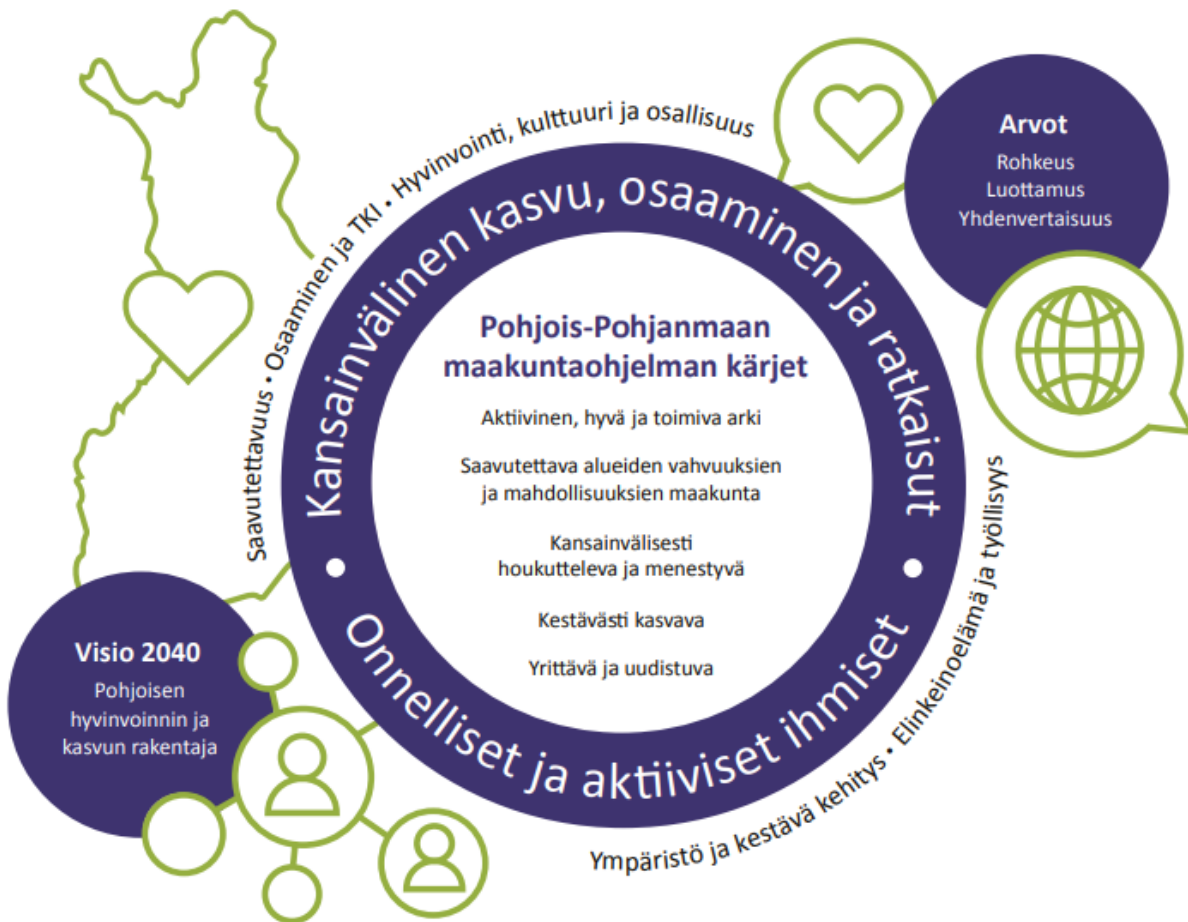 Saavutettavuus • Osaaminen ja TKI • Hyvinvointi, kulttuuri ja osallisuus
Arvot
Rohkeus
Luottamus
Yhdenvertaisuus
Kansainvälinen kasvu, osaaminen ja ratkaisut
Pohjois-Pohjanmaan
maakuntaohjelman kärjet
Aktiivinen, hyvä ja toimiva arki
Saavutettava alueiden vahvuuksien
ja mahdollisuuksien maakunta
Kansainvälisesti
houkutteleva ja menestyvä
Kestävästi kasvava
Yrittävä ja uudistuva
Onnelliset ja aktiiviset ihmiset
Visio 2040
Pohjoisen
hyvinvoinnin ja
kasvun rakentaja
Ympäristö ja kestävä kehitys • Elinkeinoelämä ja työllisyys